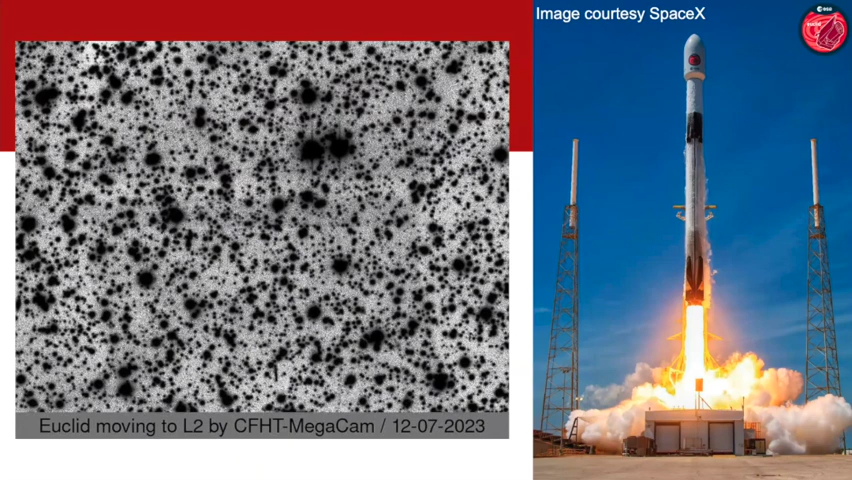 Image courtesy SpaceX
esa
Euclid moving to L2 by CFHT-MegaCam / 12-07-2023